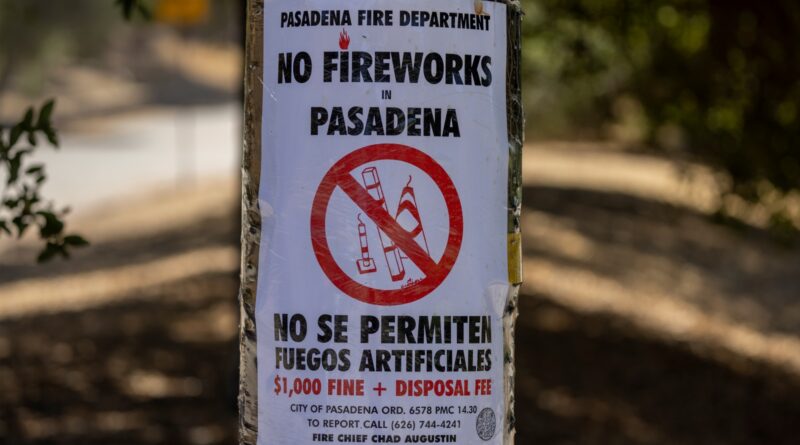 PASADENA FIRE DEPARTMENT
NO FIREWORKS
IN
PASADENA
NO SE PERMITEN
FUEGOS ARTIFICIALES
$1,000 FINE + DISPOSAL FEE
CITY OF PASADENA ORD. 6578 PMC 14.30
TO REPORT CALL (626) 744-4241
FIRE CHIEF CHAD AUGUSTIN